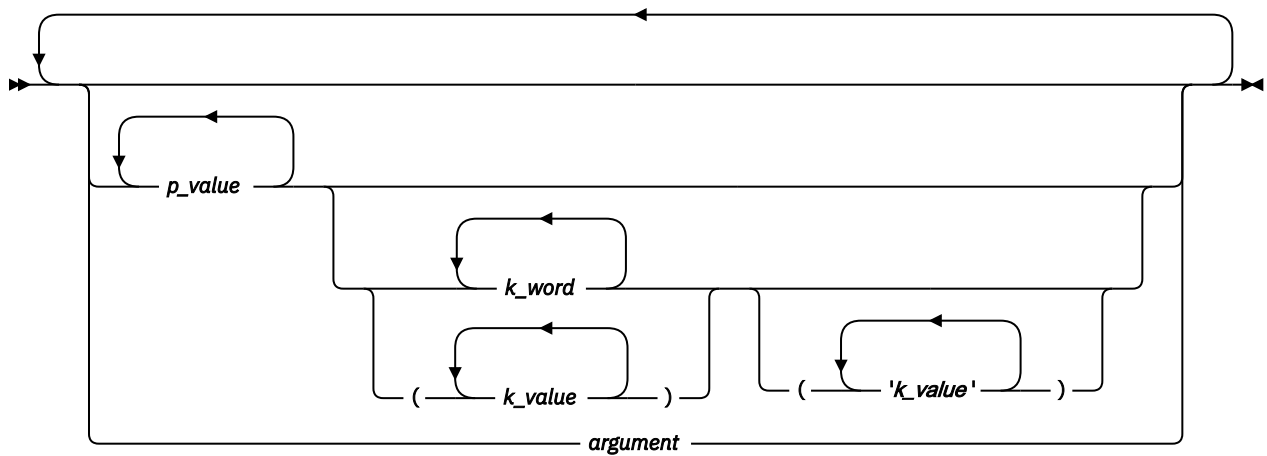 p_value
k_word
( k_value ) ( 'k_value' )
argument